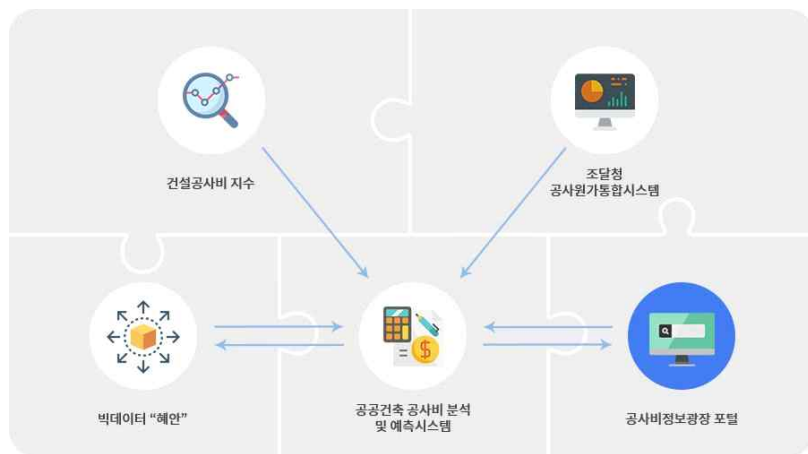 건설공사비 지수
조달청
공사원가통합시스템
빅데이터 “혜안”
공공건축 공사비 분석
및 예측시스템
공사비정보광장 포털